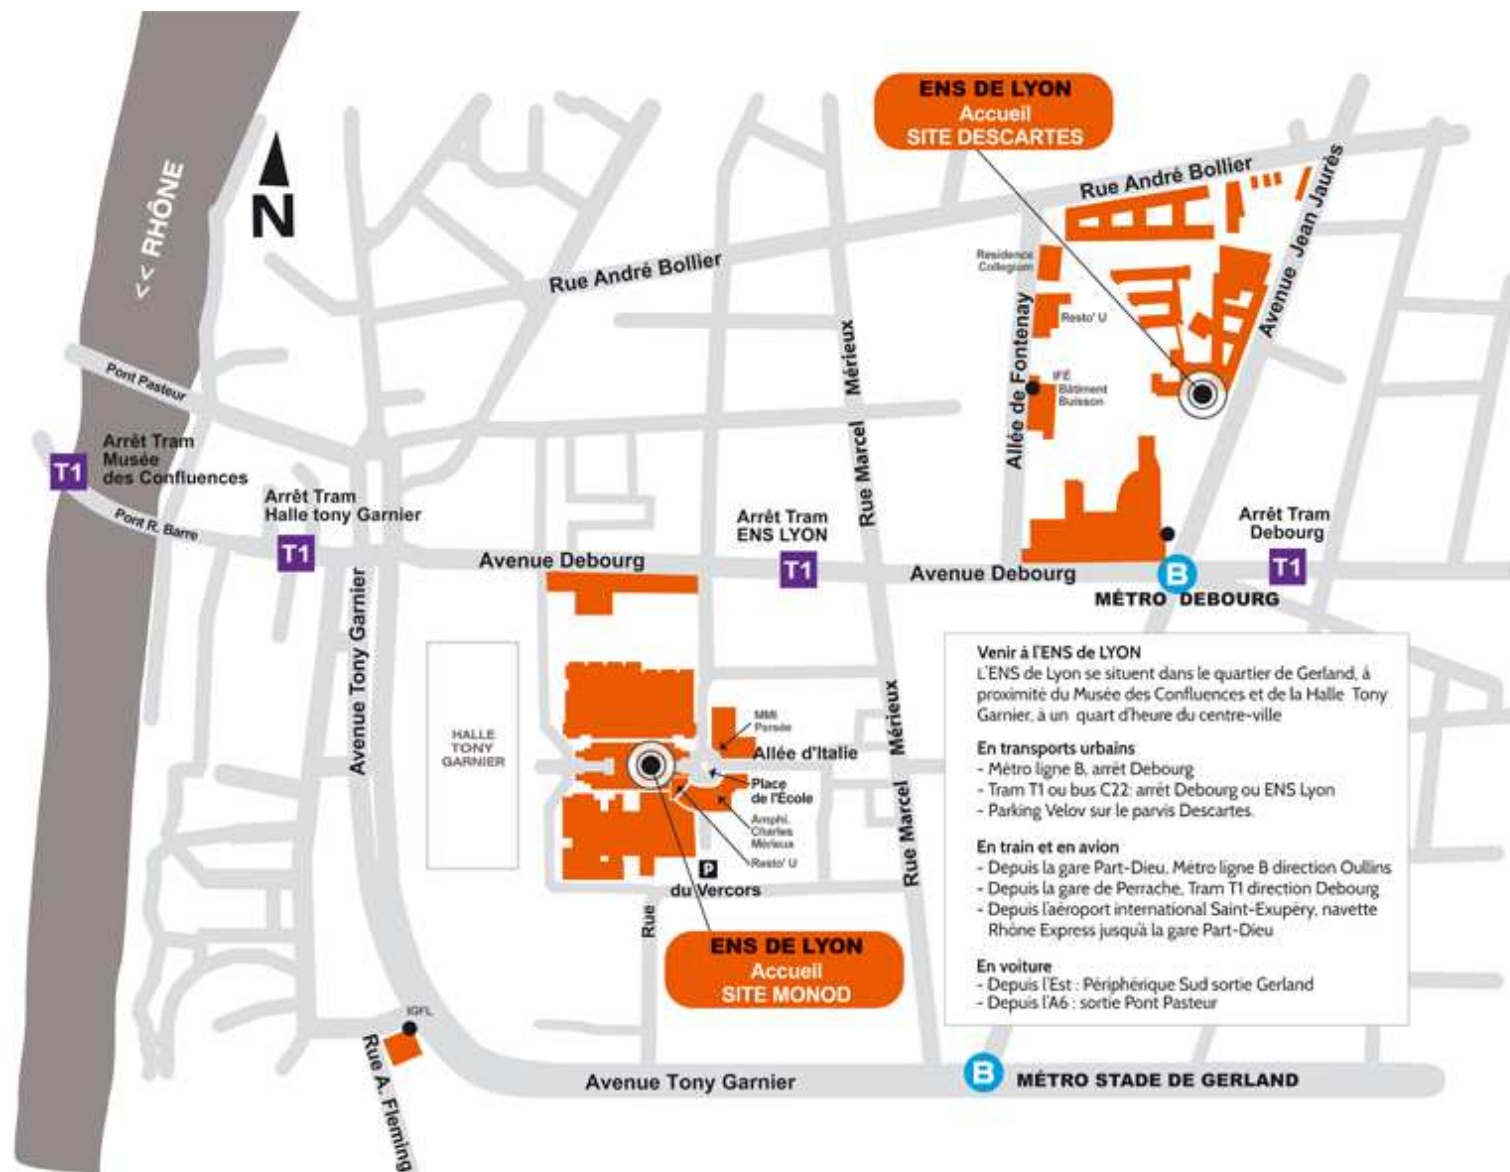 ENS DE LYON
Accueil
SITE DESCARTES
Rue André Bollier
Avenue Jean Jaurès
<< RHÔNE
N
Rue André Bollier
Residence
Collegium
Resto' U
Allée de Fontenay
IFÉ
Bâtiment
Buisson
Rue Marcel Mérieux
Pont Pasteur
Arrêt Tram
Musée
des Confluences
T1
Pont R. Barre
Arrêt Tram
Halle tony Garnier
T1
Arrêt Tram
ENS LYON
T1
Arrêt Tram
Debourg
T1
Avenue Debourg
Avenue Debourg
B
MÉTRO DEBOURG
Avenue Tony Garnier
HALLE
TONY
GARNIER
MMI
Persée
Allée d'Italie
Place
de l'École
Amphi.
Charles
Mérieux
Resto' U
P
Rue du Vercors
Rue Marcel Mérieux
ENS DE LYON
Accueil
SITE MONOD
Venir à l'ENS de LYON
L'ENS de Lyon se situent dans le quartier de Gerland, à
proximité du Musée des Confluences et de la Halle Tony
Garnier, à un quart d'heure du centre-ville
En transports urbains
- Métro ligne B, arrêt Debourg
- Tram T1 ou bus C22: arrêt Debourg ou ENS Lyon
- Parking Velov sur le parvis Descartes.
En train et en avion
- Depuis la gare Part-Dieu, Métro ligne B direction Oullins
- Depuis la gare de Perrache, Tram T1 direction Debourg
- Depuis l'aéroport international Saint-Exupéry, navette
Rhône Express jusqu'à la gare Part-Dieu
En voiture
- Depuis l'Est : Périphérique Sud sortie Gerland
- Depuis l'A6 : sortie Pont Pasteur
IGFL
Rue A. Fleming
Avenue Tony Garnier
B
MÉTRO STADE DE GERLAND